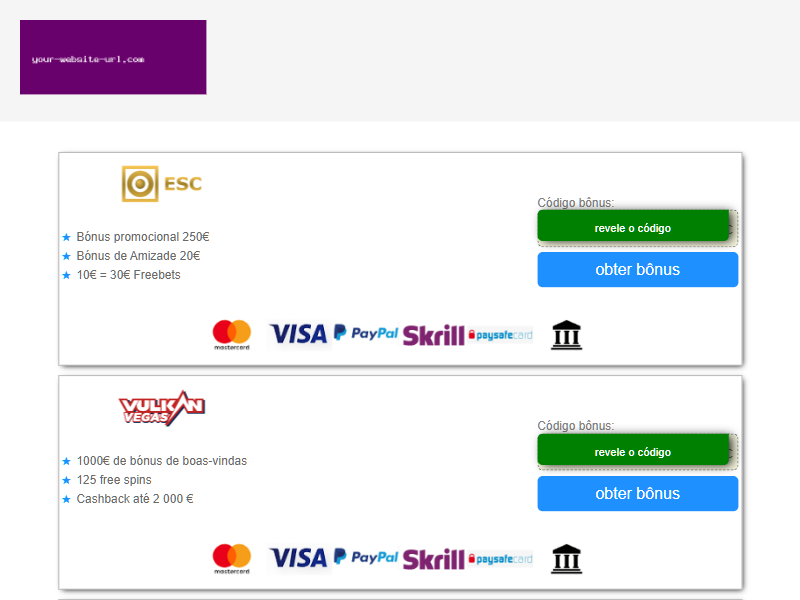 your-website-url.com
ESC
Código bônus:
revele o código
Bónus promocional 250€
Bônus de Amizade 20€
10€ = 30€ Freebets
obter bônus
mastercard VISA PayPal Skrill paysafecard
VULKAN
VEGAS
Código bônus:
revele o código
1000€ de bónus de boas-vindas
125 free spins
Cashback até 2 000 €
obter bônus
mastercard VISA PayPal Skrill paysafecard